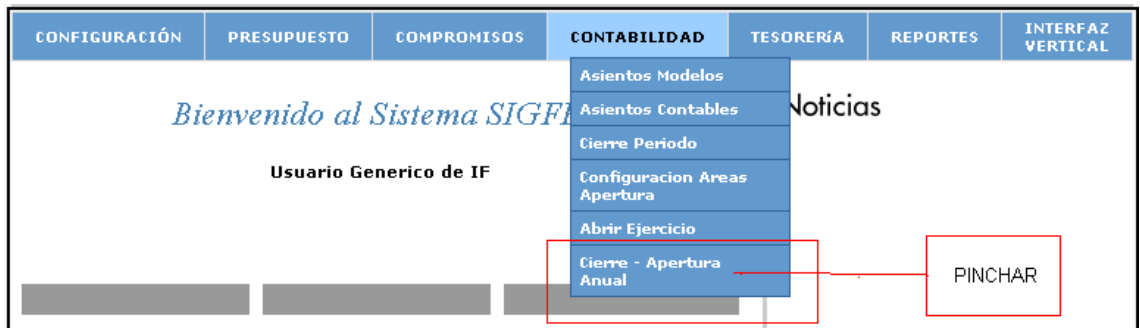 CONFIGURACIÓN
PRESUPUESTO
COMPROMISOS
CONTABILIDAD
TESORERÍA
REPORTES
INTERFAZ
VERTICAL
Asientos Modelos
Asientos Contables
Cierre Periodo
Configuracion Areas
Apertura
Abrir Ejercicio
Cierre - Apertura
Anual
Bienvenido al Sistema
Noticias
Usuario Generico de IF
PINCHAR